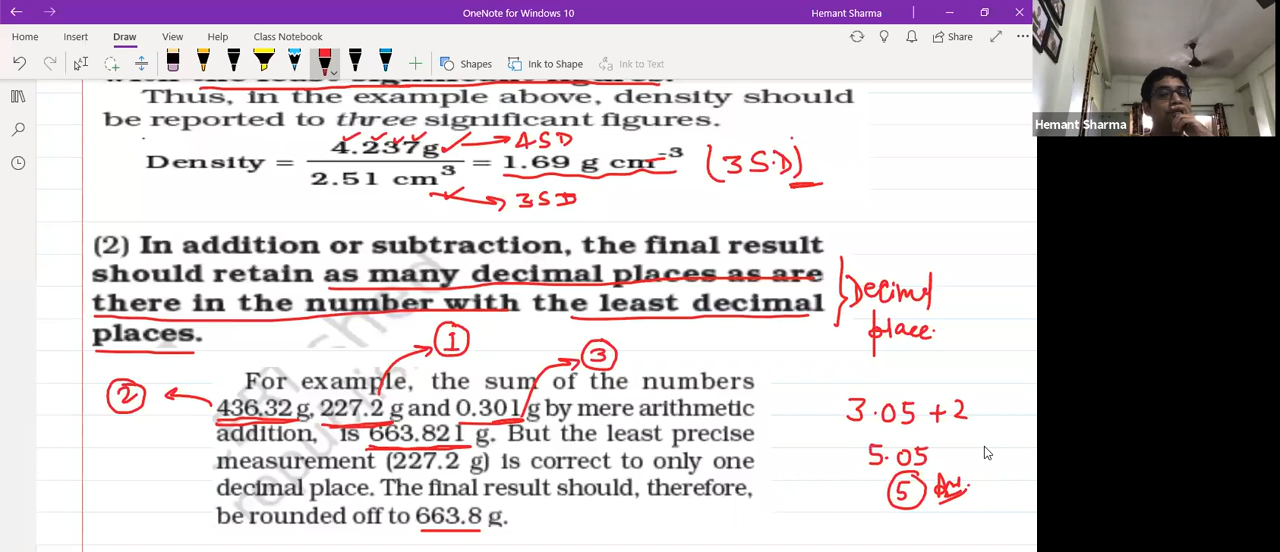 OneNote for Windows 10
Hemant Sharma
Home Insert Draw View Help Class Notebook
Share
Shapes Ink to Shape Ink to Text
Hemant Sharma
Thus, in the example above, density should
be reported to three significant figures.
Density = 4.237g / 2.51 cm³ = 1.69 g cm⁻³ (3 S.D)
4SD
3SD
(2) In addition or subtraction, the final result
should retain as many decimal places as are
there in the number with the least decimal
places.
Decimal
place.
1
3
2
For example, the sum of the numbers
436.32 g, 227.2 g and 0.301 g by mere arithmetic
addition, is 663.821 g. But the least precise
measurement (227.2 g) is correct to only one
decimal place. The final result should, therefore,
be rounded off to 663.8 g.
3.05 + 2
5.05
5 Ans.